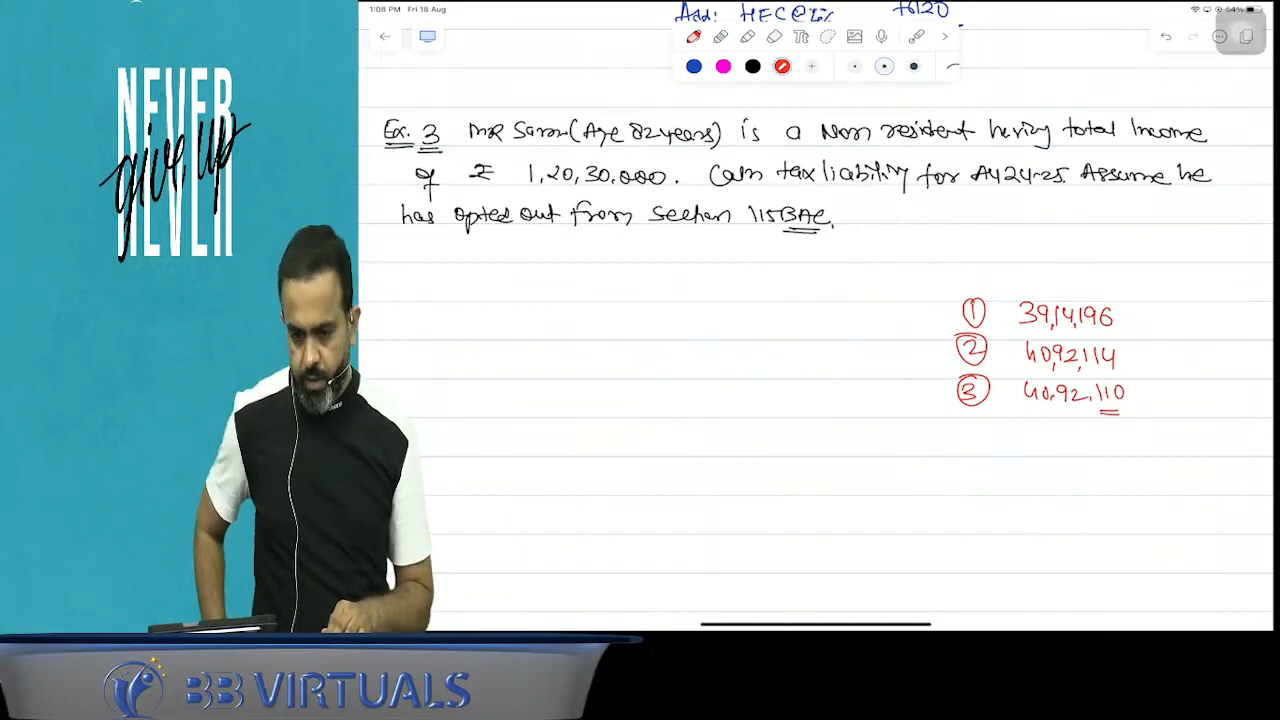 1:08 PM Fri 18 Aug
54%
Add: HEC@4%
NEVER
give up
NEVER
Ex. 3 MR Saran (Age 82 years) is a Non resident having total Income
of ₹ 1,20,30,000. Calc tax liability for AY 24-25. Assume he
has opted out from section 115BAC.
① 39,14,196
② 40,92,114
③ 40,92,110
BB VIRTUALS